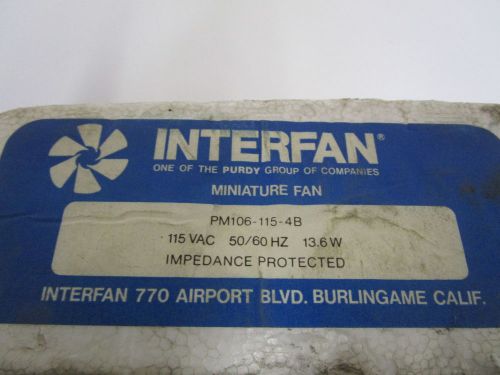 INTERFAN®
ONE OF THE PURDY GROUP OF COMPANIES
MINIATURE FAN
PM106-115-4B
115 VAC 50/60 HZ 13.6 W
IMPEDANCE PROTECTED
INTERFAN 770 AIRPORT BLVD. BURLINGAME CALIF.